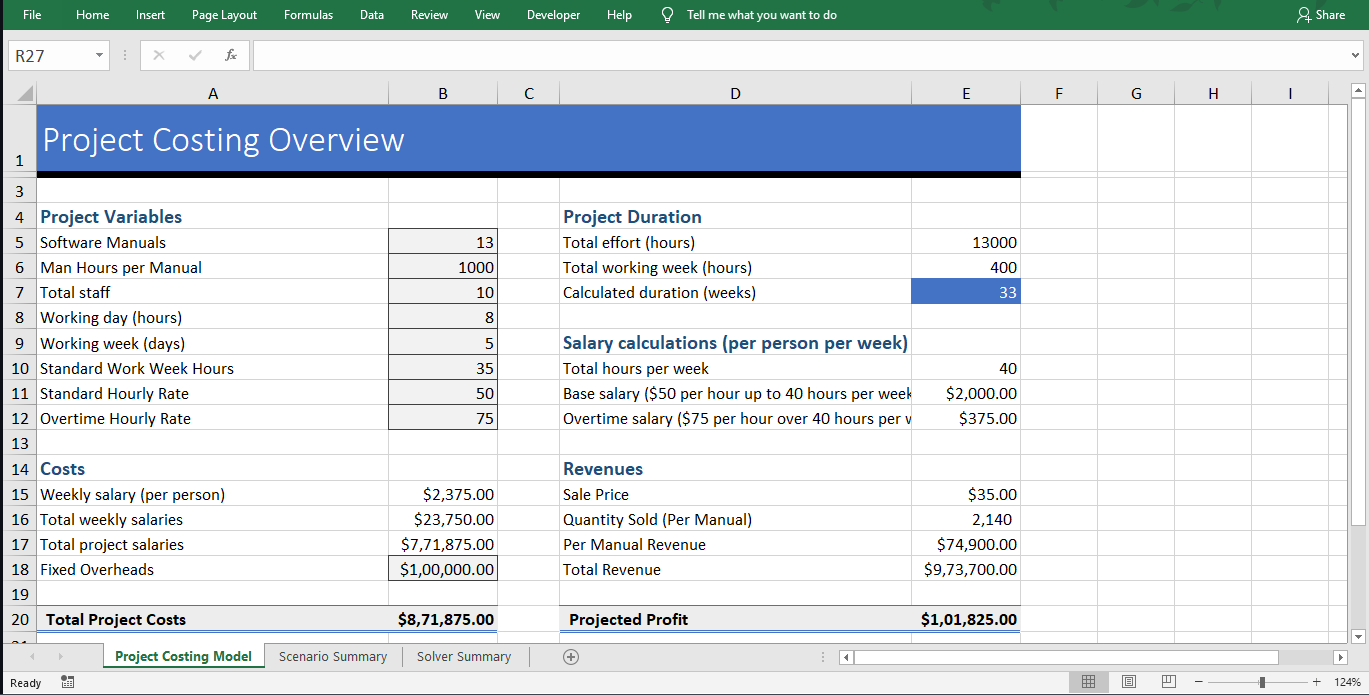 File Home Insert Page Layout Formulas Data Review View Developer Help Tell me what you want to do Share
R27 fx
A B C D E F G H I
1 Project Costing Overview
3
4 Project Variables Project Duration
5 Software Manuals 13 Total effort (hours) 13000
6 Man Hours per Manual 1000 Total working week (hours) 400
7 Total staff 10 Calculated duration (weeks) 33
8 Working day (hours) 8
9 Working week (days) 5 Salary calculations (per person per week)
10 Standard Work Week Hours 35 Total hours per week 40
11 Standard Hourly Rate 50 Base salary ($50 per hour up to 40 hours per week $2,000.00
12 Overtime Hourly Rate 75 Overtime salary ($75 per hour over 40 hours per $375.00
13
14 Costs Revenues
15 Weekly salary (per person) $2,375.00 Sale Price $35.00
16 Total weekly salaries $23,750.00 Quantity Sold (Per Manual) 2,140
17 Total project salaries $7,71,875.00 Per Manual Revenue $74,900.00
18 Fixed Overheads $1,00,000.00 Total Revenue $9,73,700.00
19
20 Total Project Costs $8,71,875.00 Projected Profit $1,01,825.00
Project Costing Model Scenario Summary Solver Summary
Ready 124%